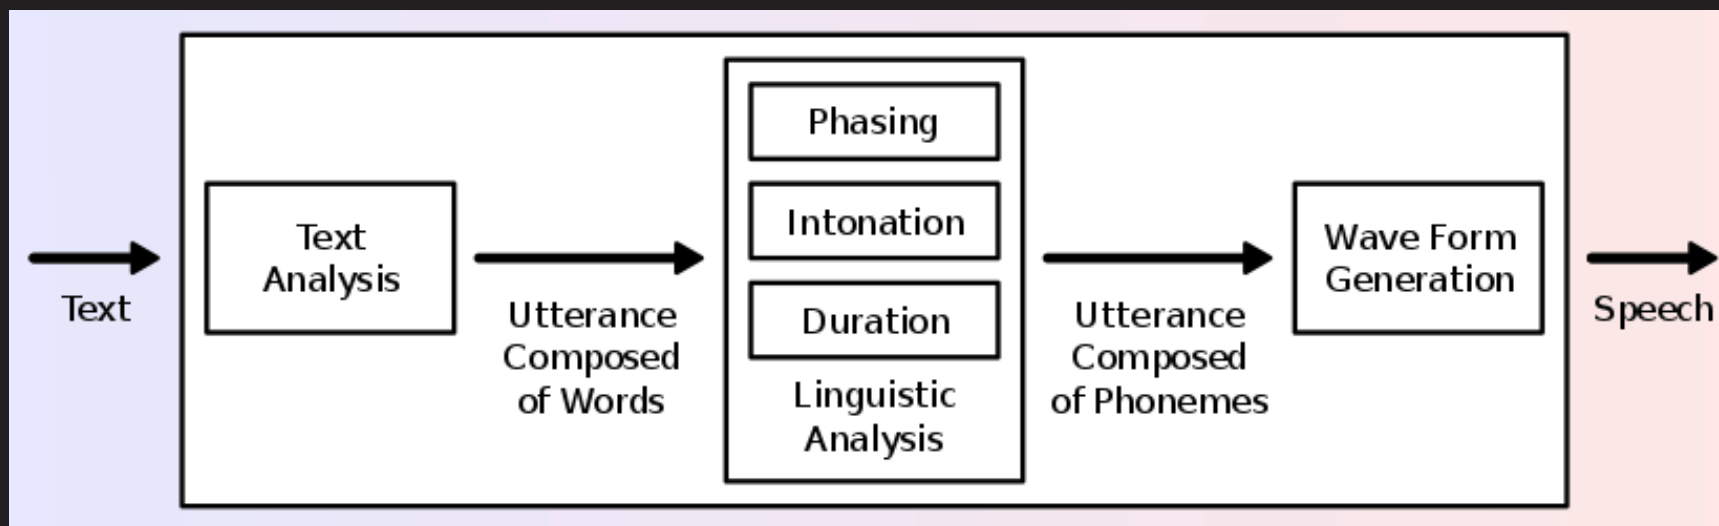 Text
Text
Analysis
Utterance
Composed
of Words
Phasing
Intonation
Duration
Linguistic
Analysis
Utterance
Composed
of Phonemes
Wave Form
Generation
Speech